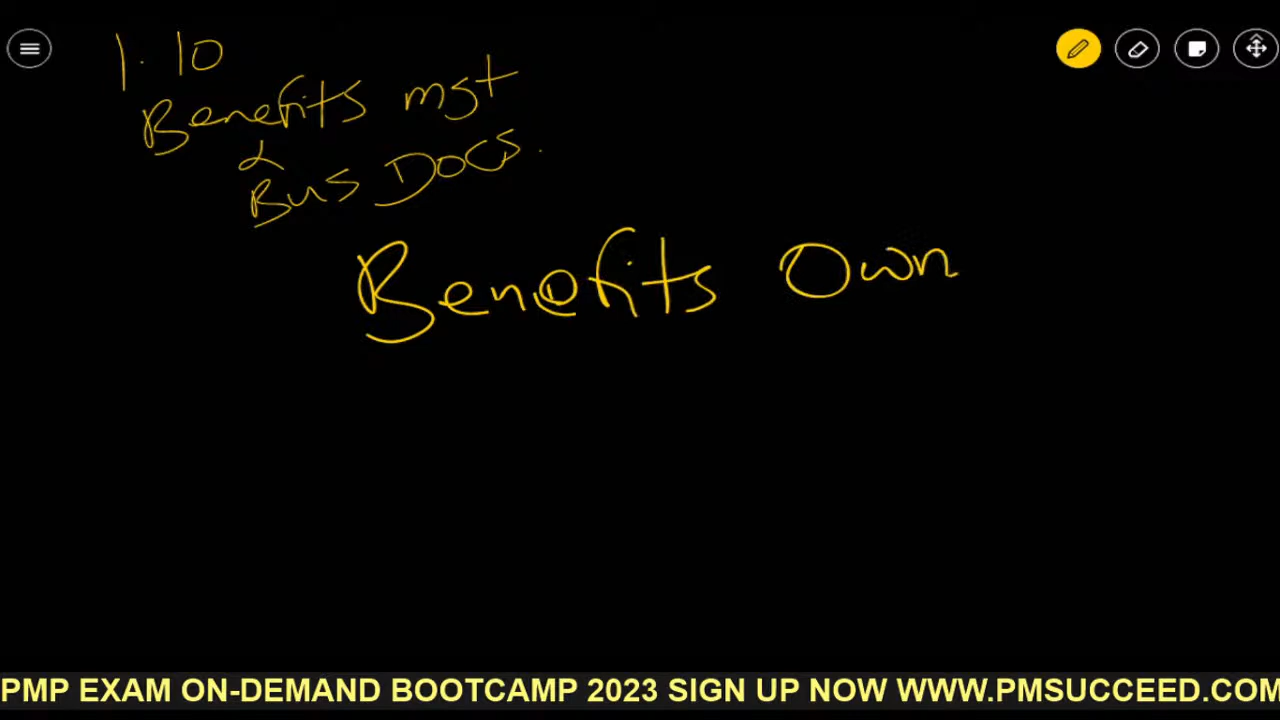 1.10
Benefits mgt
&
Bus Docs.
Benefits Own
PMP EXAM ON-DEMAND BOOTCAMP 2023 SIGN UP NOW WWW.PMSUCCEED.COM